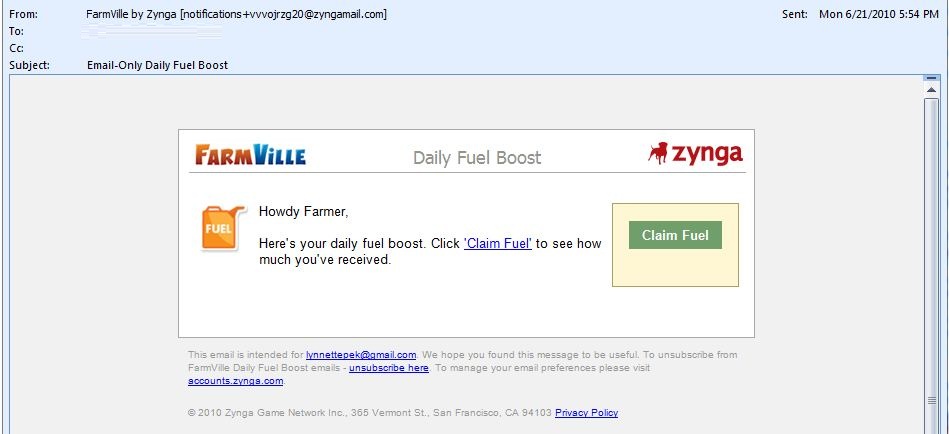 From: FarmVille by Zynga [notifications+vvvojrzg20@zyngamail.com] Sent: Mon 6/21/2010 5:54 PM
To:
Cc:
Subject: Email-Only Daily Fuel Boost
FARMVILLE Daily Fuel Boost zynga
FUEL
Howdy Farmer,
Here's your daily fuel boost. Click 'Claim Fuel' to see how
much you've received.
Claim Fuel
This email is intended for lynnettepek@gmail.com. We hope you found this message to be useful. To unsubscribe from
FarmVille Daily Fuel Boost emails - unsubscribe here. To manage your email preferences please visit
accounts.zynga.com.
© 2010 Zynga Game Network Inc., 365 Vermont St., San Francisco, CA 94103 Privacy Policy